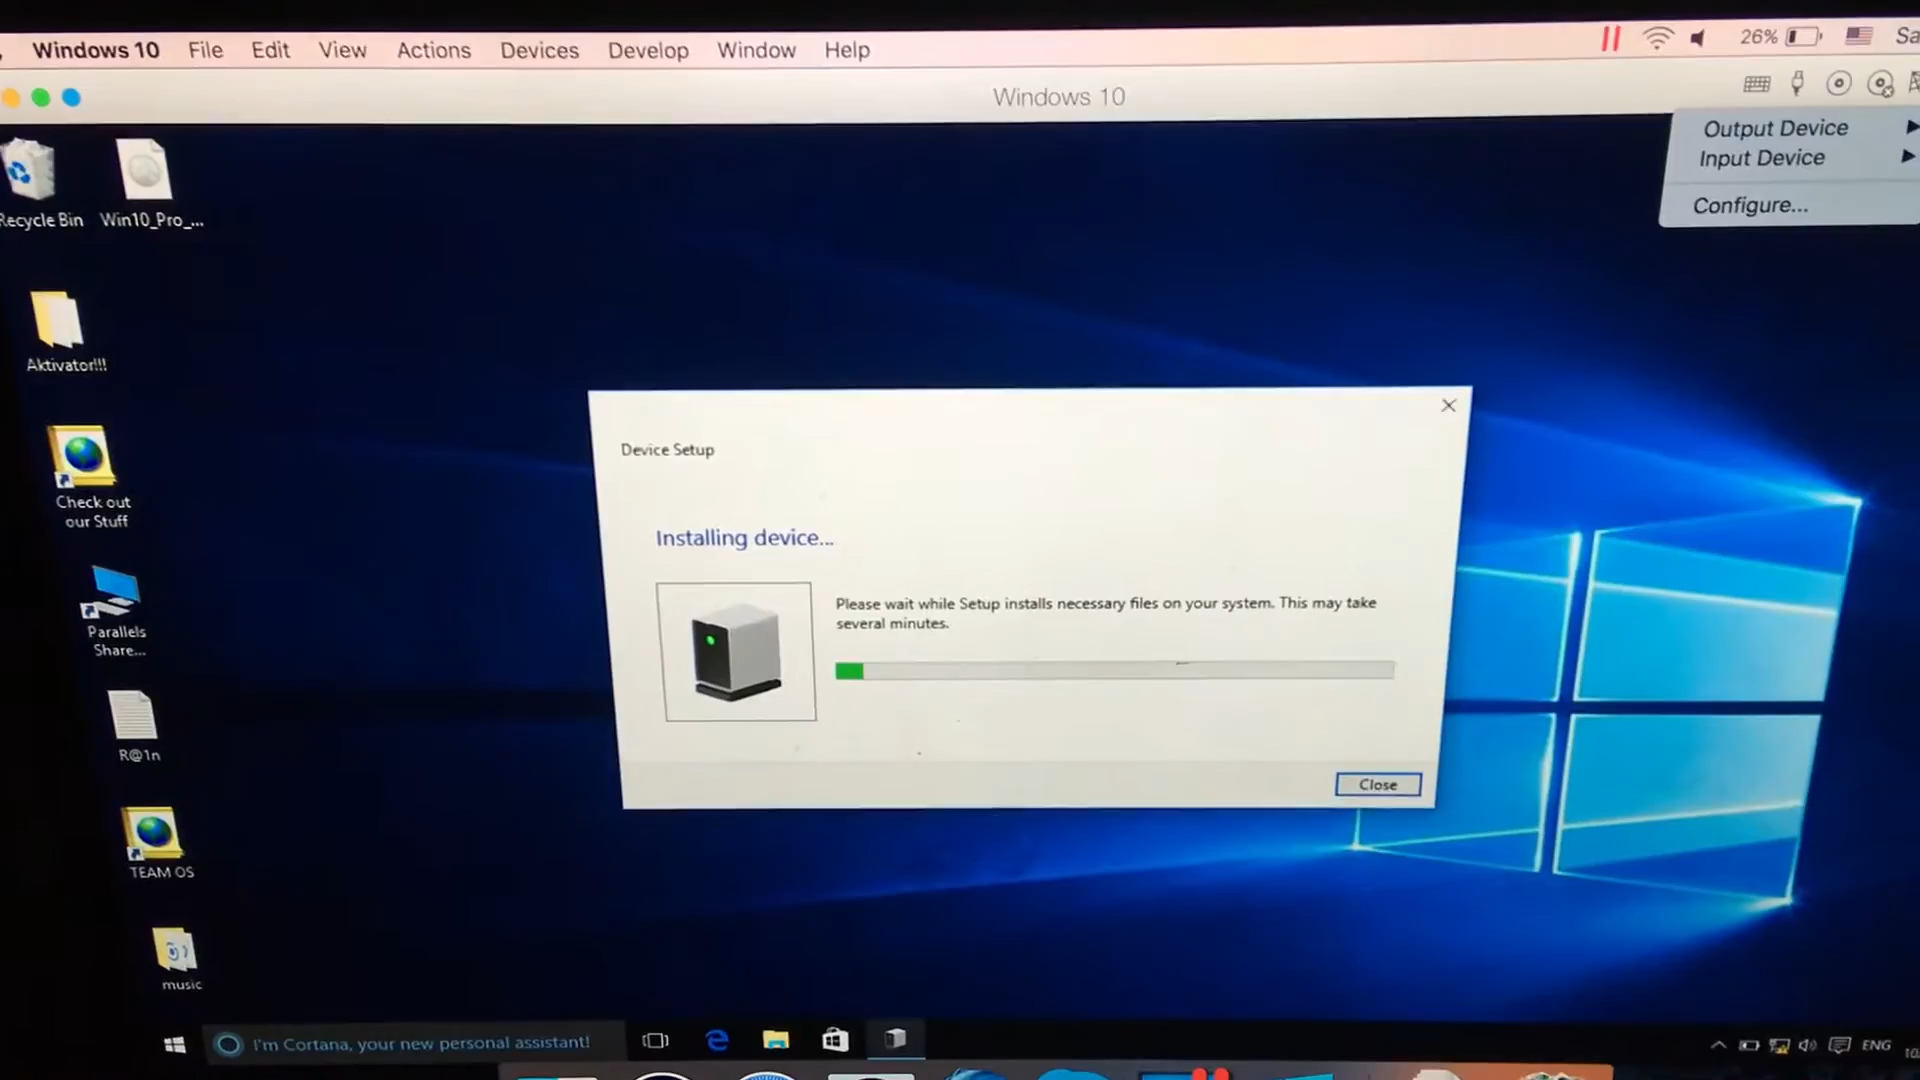 Windows 10 File Edit View Actions Devices Develop Window Help 26%
Windows 10
Output Device
Input Device
Configure...
Recycle Bin
Win10_Pro_...
Aktivator!!!
Check out
our Stuff
Parallels
Share...
R@1n
TEAM OS
music
Device Setup
Installing device...
Please wait while Setup installs necessary files on your system. This may take
several minutes.
Close
I'm Cortana, your new personal assistant!
ENG